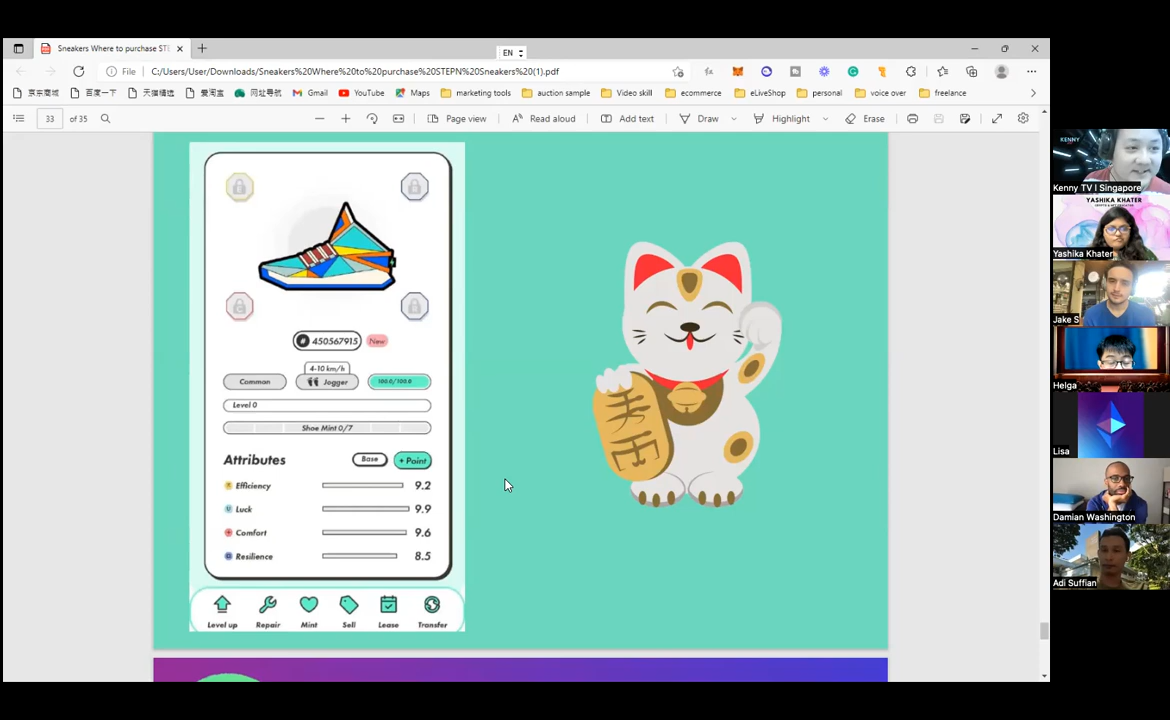 Sneakers Where to purchase STE
EN
File
C:/Users/User/Downloads/Sneakers%20Where%20to%20purchase%20STEPN%20Sneakers%20(1).pdf
京东商城
百度一下
天猫精选
爱淘宝
网址导航
Gmail
YouTube
Maps
marketing tools
auction sample
Video skill
ecommerce
eLiveShop
personal
voice over
freelance
33
of 35
Page view
Read aloud
Add text
Draw
Highlight
Erase
# 450567915
New
4-10 km/h
Common
Jogger
100.0/100.0
Level 0
Shoe Mint 0/7
Attributes
Base
+ Point
Efficiency
9.2
Luck
9.9
Comfort
9.6
Resilience
8.5
Level up
Repair
Mint
Sell
Lease
Transfer
KENNY
Kenny TV I Singapore
YASHIKA KHATER
Yashika Khater
Jake S
Helga
Lisa
Damian Washington
Adi Suffian